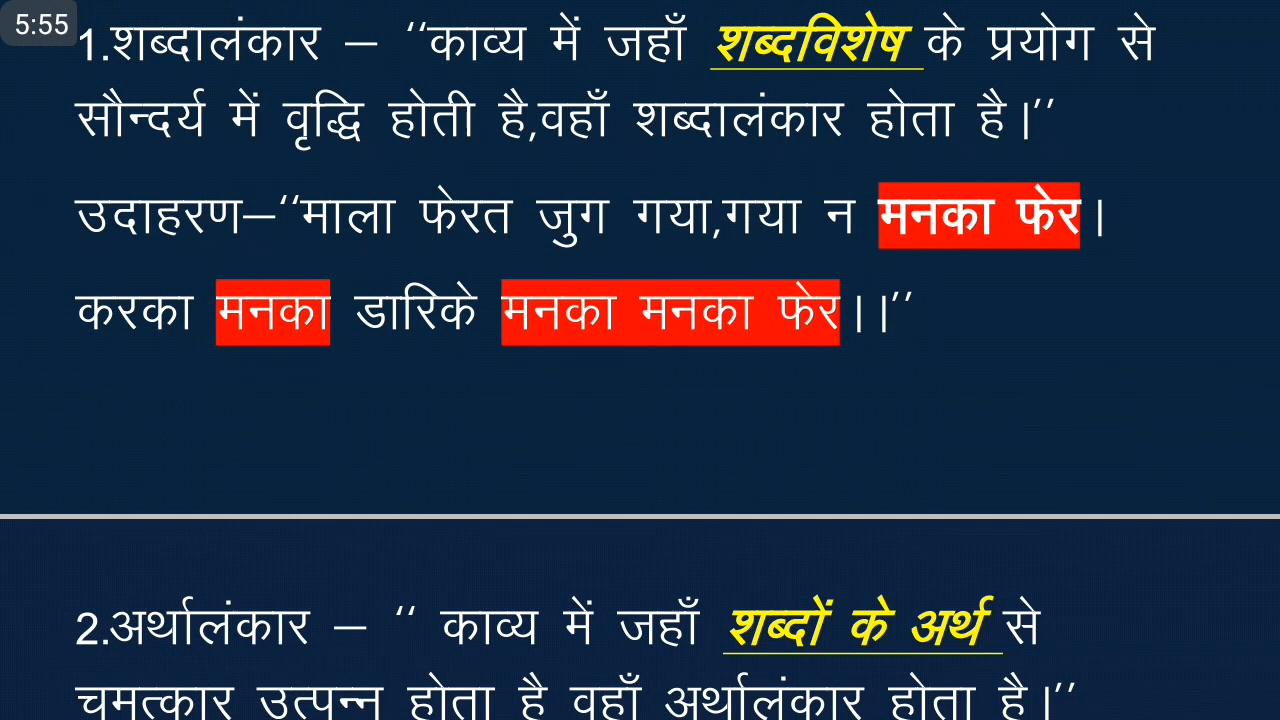 5:55
1.शब्दालंकार – ‘‘काव्य में जहाँ शब्दविशेष के प्रयोग से
सौन्दर्य में वृद्धि होती है,वहाँ शब्दालंकार होता है।’’
उदाहरण–‘‘माला फेरत जुग गया,गया न मनका फेर।
करका मनका डारिके मनका मनका फेर।।’’
2.अर्थालंकार – ‘‘ काव्य में जहाँ शब्दों के अर्थ से
चमत्कार उत्पन्न होता है वहाँ अर्थालंकार होता है।’’